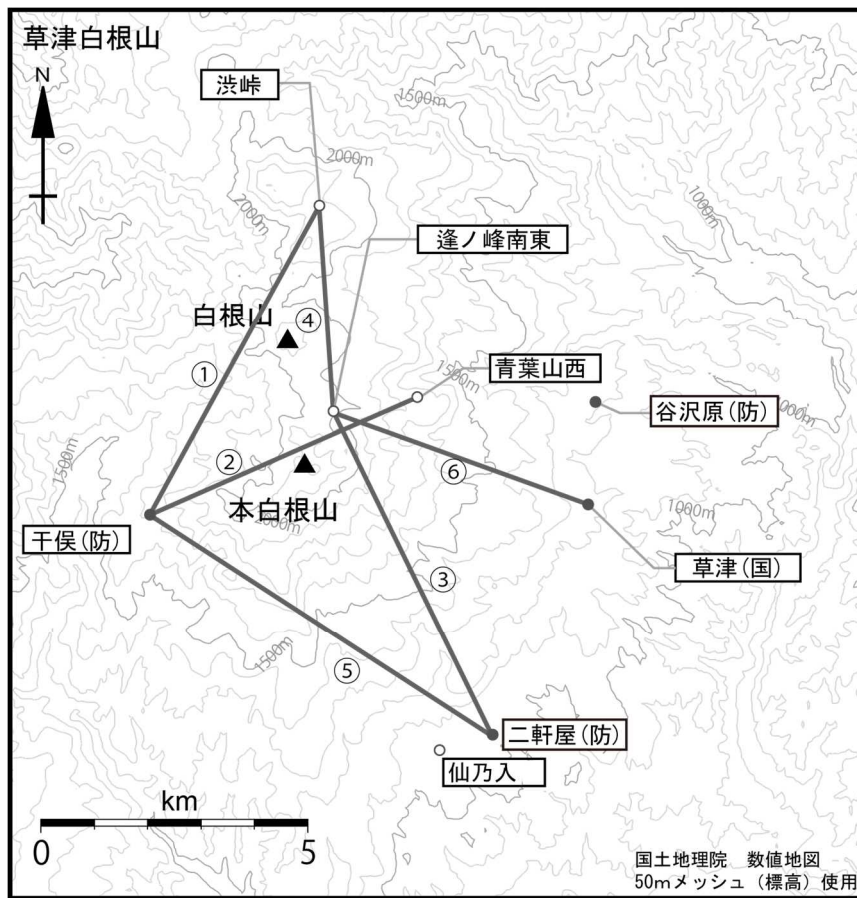 草津白根山
N
渋峠
1500m
2000m
2000m
1000m
逢ノ峰南東
白根山
④
①
1500m
青葉山西
谷沢原(防)
1000m
1500m
②
⑥
本白根山
2000m
干俣(防)
1000m
草津(国)
③
1500m
⑤
二軒屋(防)
仙乃入
km
0 5
国土地理院 数値地図
50mメッシュ（標高）使用